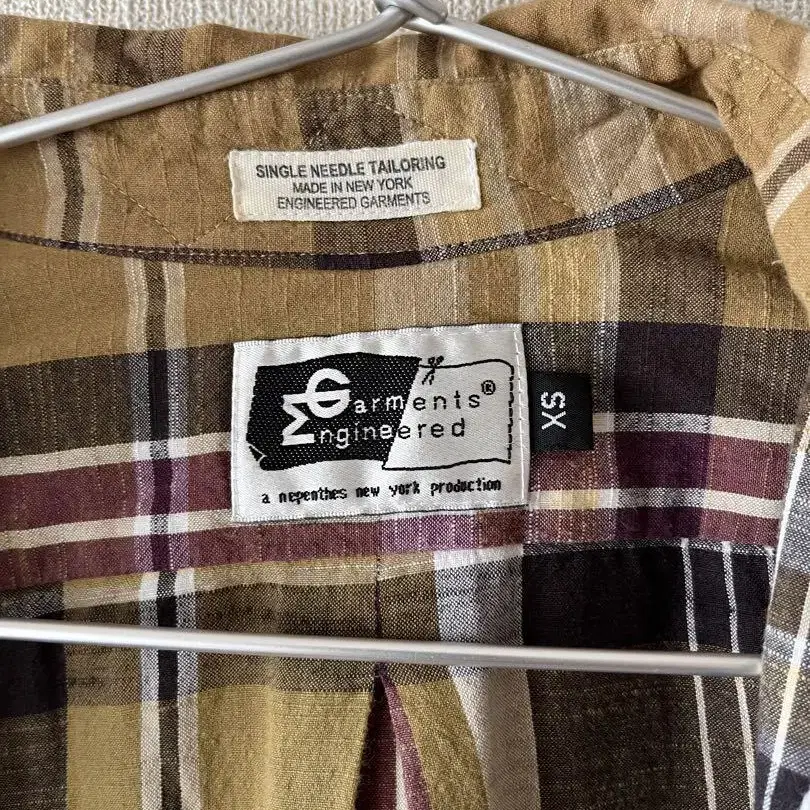 SINGLE NEEDLE TAILORING
MADE IN NEW YORK
ENGINEERED GARMENTS
Garments®
Engineered
a nepenthes new york production
XS